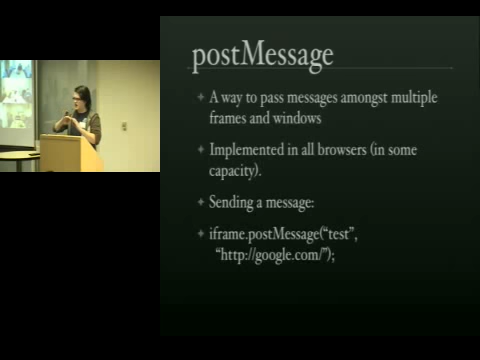 postMessage
A way to pass messages amongst multiple
frames and windows
Implemented in all browsers (in some
capacity).
Sending a message:
iframe.postMessage(“test”,
“http://google.com/”);